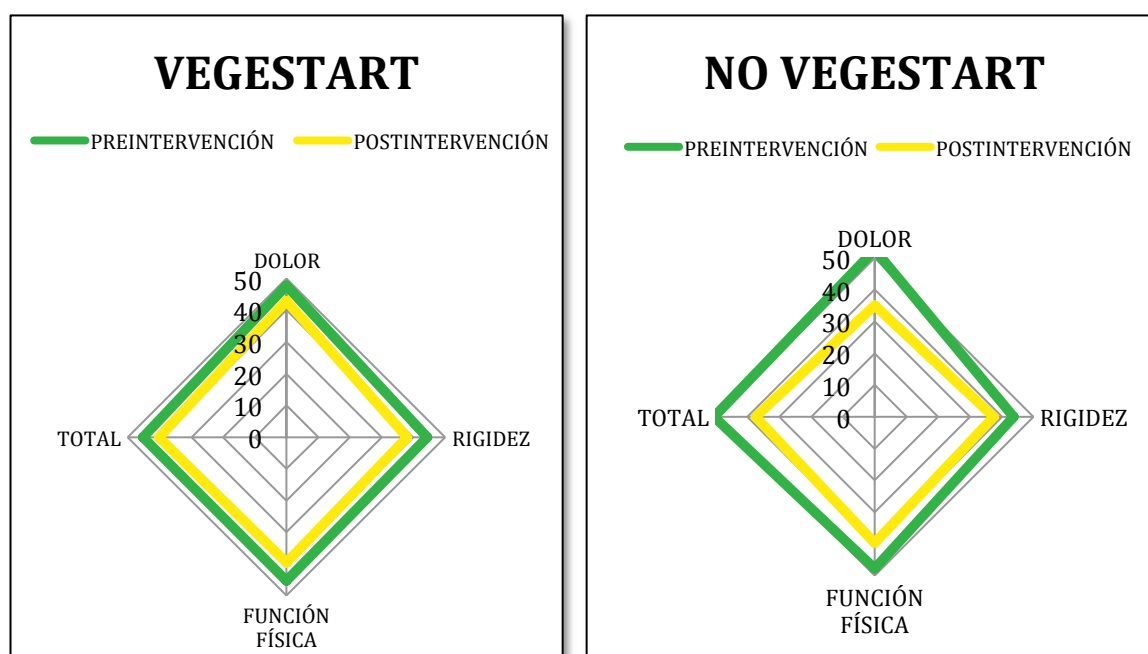 VEGESTART
PREINTERVENCIÓN
POSTINTERVENCIÓN
DOLOR
50
40
30
20
10
0
TOTAL
RIGIDEZ
FUNCIÓN
FÍSICA
NO VEGESTART
PREINTERVENCIÓN
POSTINTERVENCIÓN
DOLOR
50
40
30
20
10
0
TOTAL
RIGIDEZ
FUNCIÓN
FÍSICA